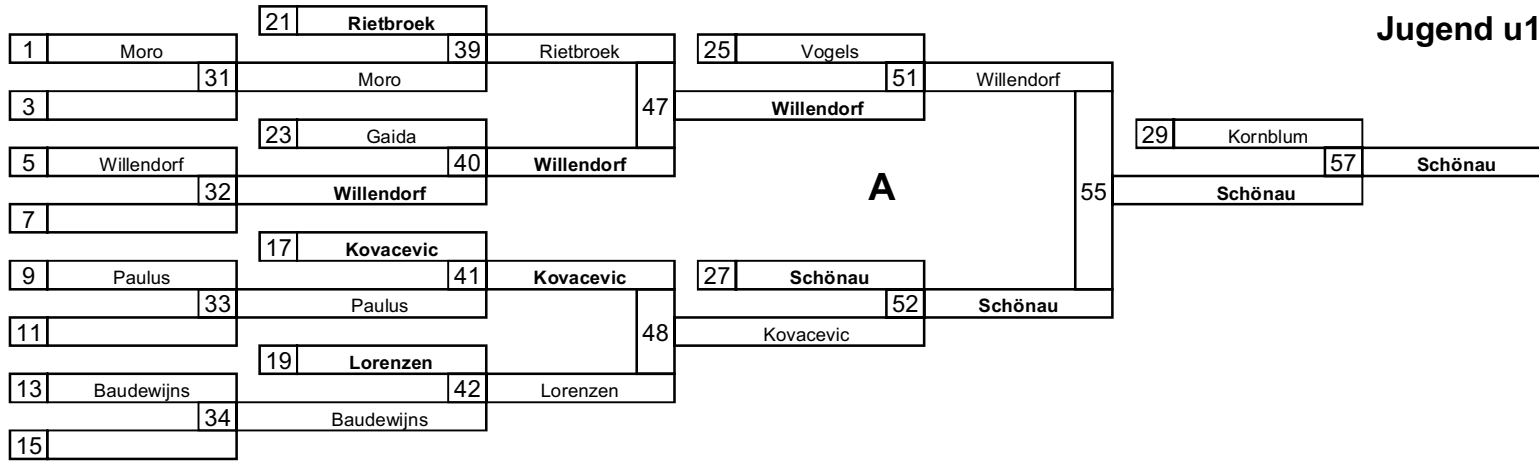 21 Rietbroek
Jugend u1
1 Moro 39 Rietbroek 25 Vogels
31 Moro 51 Willendorf
3 47 Willendorf
23 Gaida 29 Kornblum
5 Willendorf 40 Willendorf 57 Schönau
32 Willendorf A 55 Schönau
7
17 Kovacevic
9 Paulus 41 Kovacevic 27 Schönau
33 Paulus 52 Schönau
11 48 Kovacevic
19 Lorenzen
13 Baudewijns 42 Lorenzen
34 Baudewijns
15